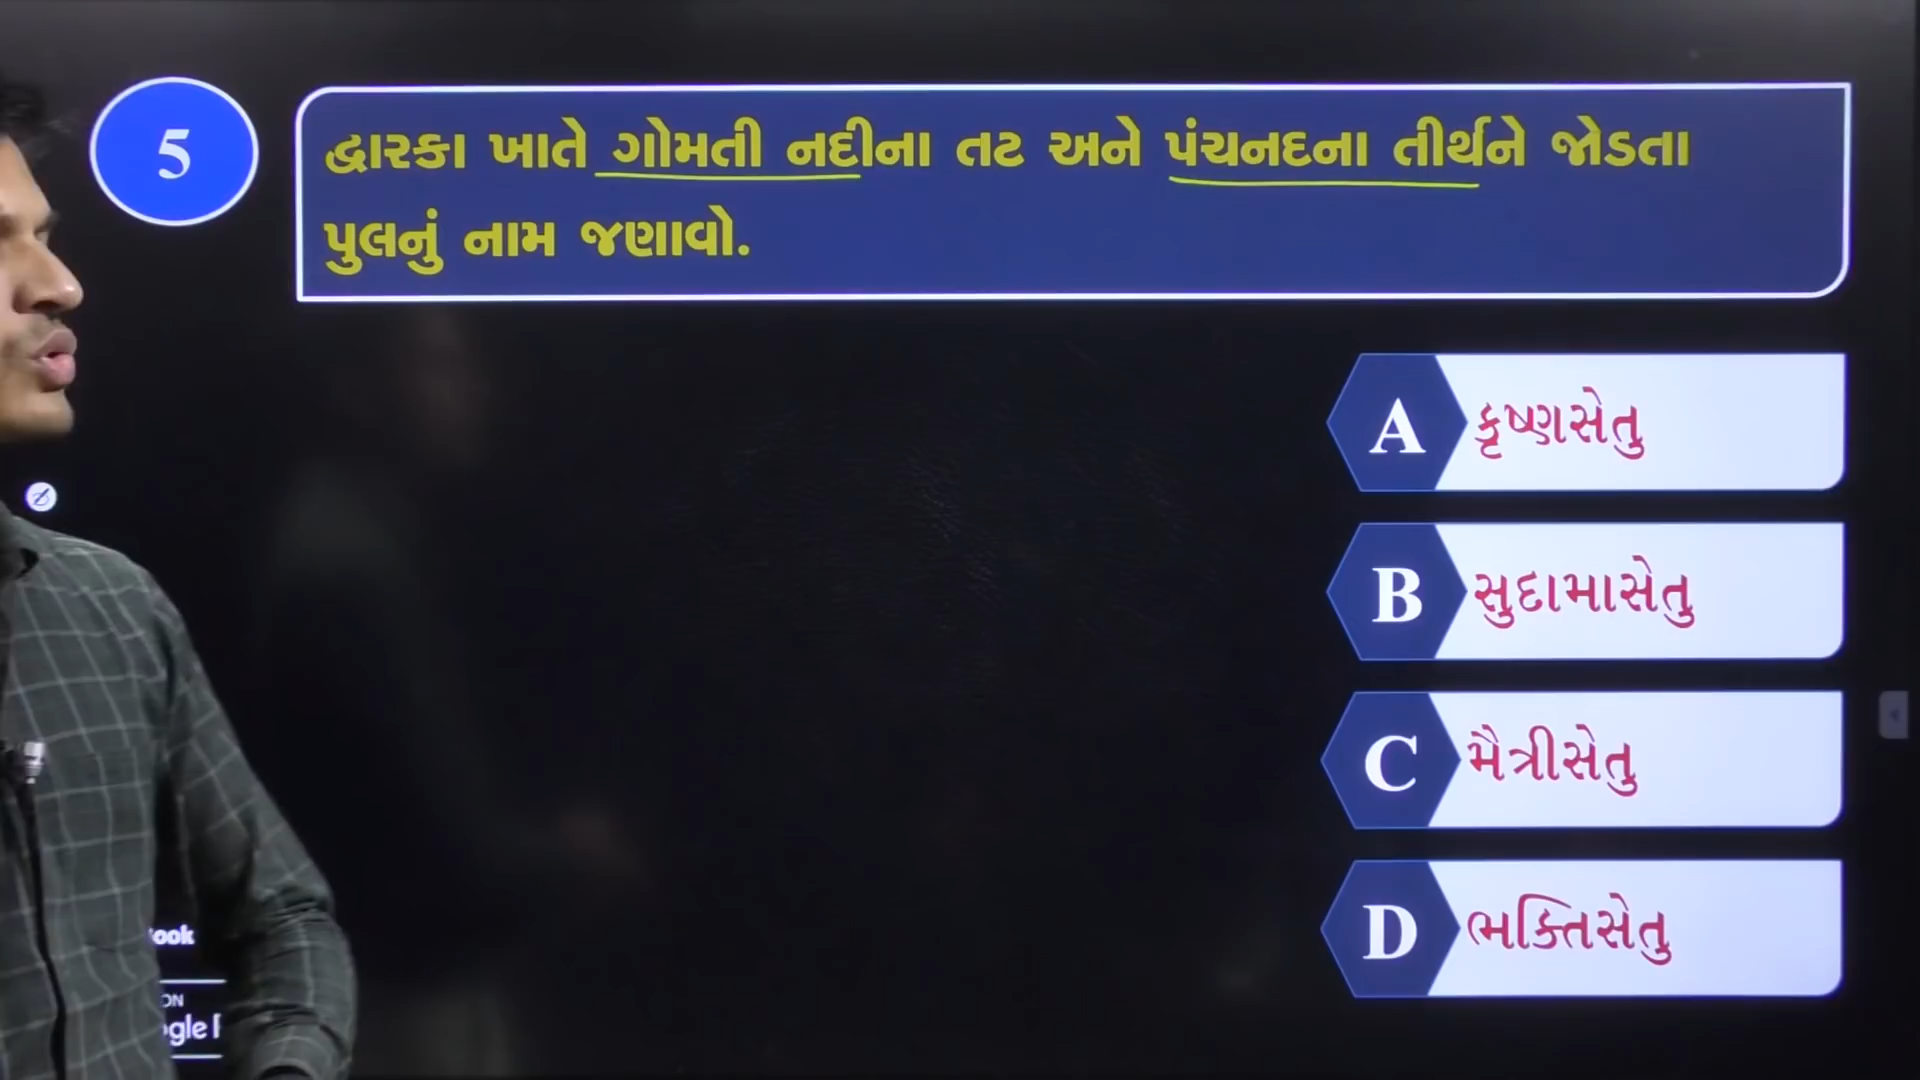 5
દ્વારકા ખાતે ગોમતી નદીના તટ અને પંચનદના તીર્થને જોડતા
પુલનું નામ જણાવો.
A કૃષ્ણસેતુ
B સુદામાસેતુ
C મૈત્રીસેતુ
D ભક્તિસેતુ